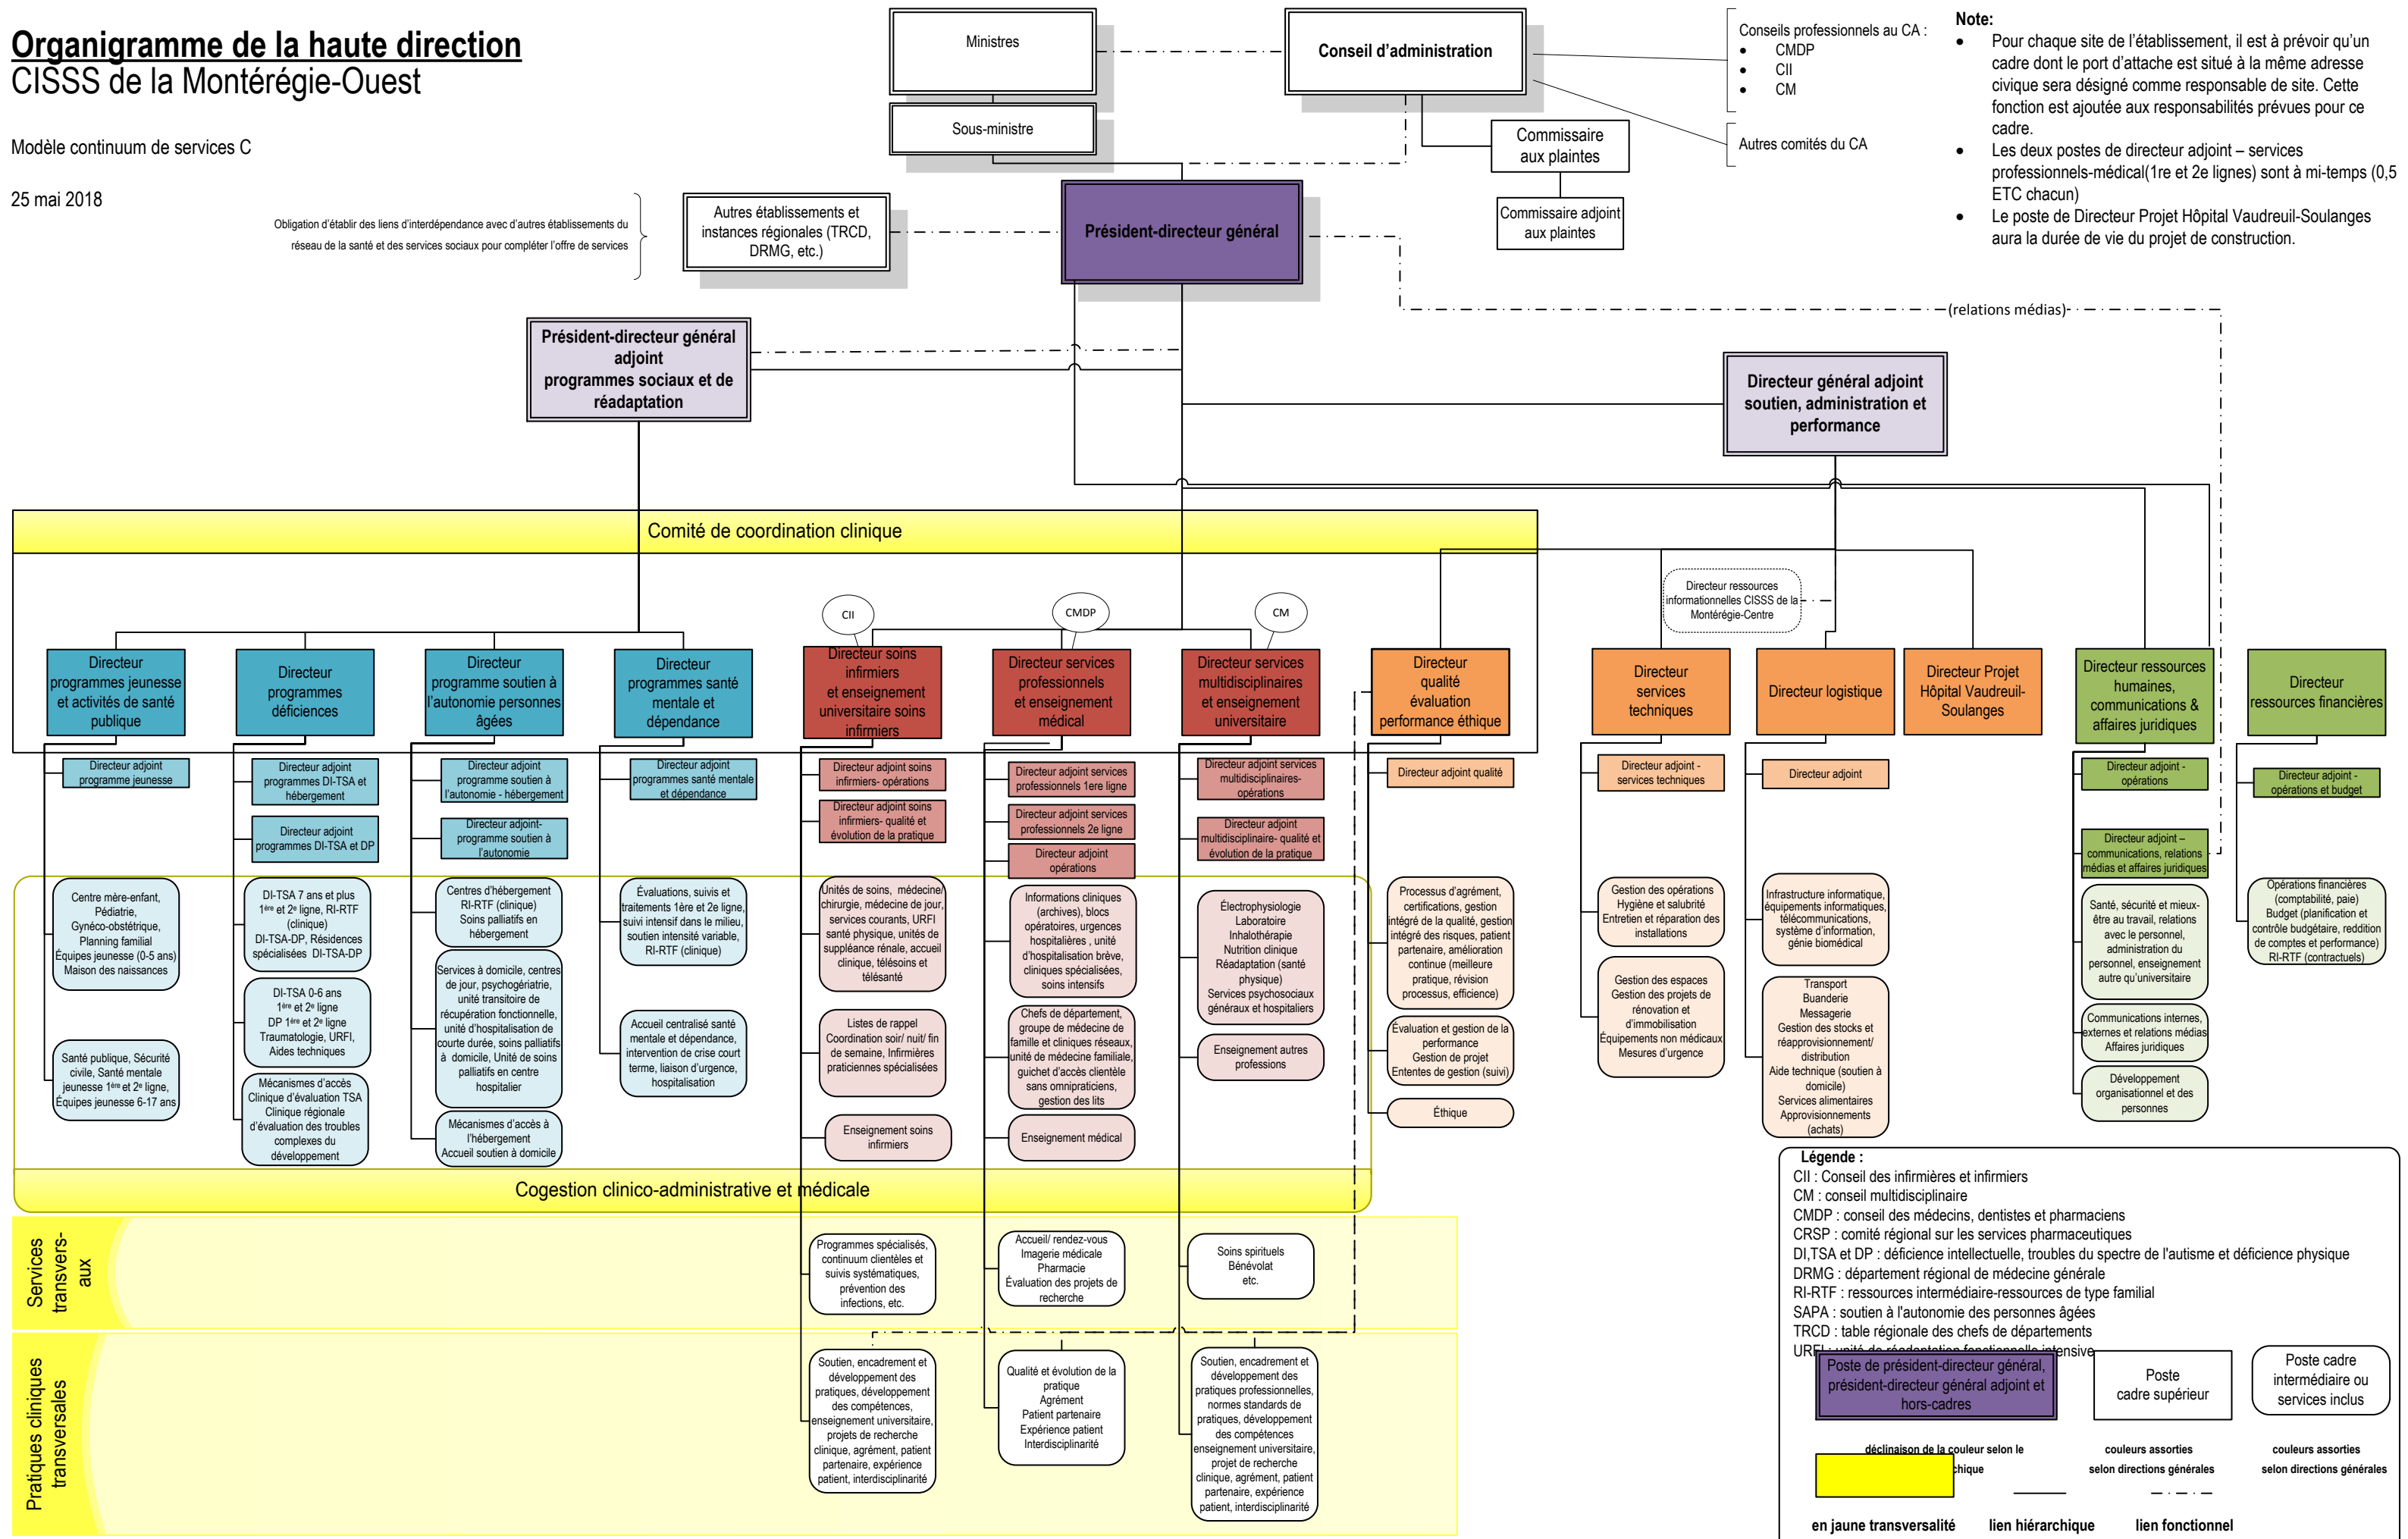 Organigramme de la haute direction
CISSS de la Montérégie-Ouest
Modèle continuum de services C
25 mai 2018
Ministres
Sous-ministre
Conseil d'administration
Conseils professionnels au CA :
• CMDP
• CII
• CM
Autres comités du CA
Commissaire
aux plaintes
Commissaire adjoint
aux plaintes
Note:
• Pour chaque site de l'établissement, il est à prévoir qu'un
cadre dont le port d'attache est situé à la même adresse
civique sera désigné comme responsable de site. Cette
fonction est ajoutée aux responsabilités prévues pour ce
cadre.
• Les deux postes de directeur adjoint – services
professionnels-médical(1re et 2e lignes) sont à mi-temps (0,5
ETC chacun)
• Le poste de Directeur Projet Hôpital Vaudreuil-Soulanges
aura la durée de vie du projet de construction.
Obligation d'établir des liens d'interdépendance avec d'autres établissements du
réseau de la santé et des services sociaux pour compléter l'offre de services
Autres établissements et
instances régionales (TRCD,
DRMG, etc.)
Président-directeur général
(relations médias)
Président-directeur général
adjoint
programmes sociaux et de
réadaptation
Directeur général adjoint
soutien, administration et
performance
Comité de coordination clinique
Directeur ressources
informationnelles CISSS de la
Montérégie-Centre
CII
CMDP
CM
Directeur
programmes jeunesse
et activités de santé
publique
Directeur
programmes
déficiences
Directeur
programme soutien à
l'autonomie personnes
âgées
Directeur
programmes santé
mentale et
dépendance
Directeur soins
infirmiers
et enseignement
universitaire soins
infirmiers
Directeur services
professionnels
et enseignement
médical
Directeur services
multidisciplinaires
et enseignement
universitaire
Directeur
qualité
évaluation
performance éthique
Directeur
services
techniques
Directeur logistique
Directeur Projet
Hôpital Vaudreuil-
Soulanges
Directeur ressources
humaines,
communications &
affaires juridiques
Directeur
ressources financières
Directeur adjoint
programme jeunesse
Directeur adjoint
programmes DI-TSA et
hébergement
Directeur adjoint
programmes DI-TSA et DP
Directeur adjoint
programme soutien à
l'autonomie - hébergement
Directeur adjoint-
programme soutien à
l'autonomie
Directeur adjoint
programmes santé mentale
et dépendance
Directeur adjoint soins
infirmiers- opérations
Directeur adjoint soins
infirmiers- qualité et
évolution de la pratique
Directeur adjoint services
professionnels 1ere ligne
Directeur adjoint services
professionnels 2e ligne
Directeur adjoint
opérations
Directeur adjoint services
multidisciplinaires-
opérations
Directeur adjoint
multidisciplinaire- qualité et
évolution de la pratique
Directeur adjoint qualité
Directeur adjoint -
services techniques
Directeur adjoint
Directeur adjoint -
opérations
Directeur adjoint –
communications, relations
médias et affaires juridiques
Directeur adjoint -
opérations et budget
Centre mère-enfant,
Pédiatrie,
Gynéco-obstétrique,
Planning familial
Équipes jeunesse (0-5 ans)
Maison des naissances
Santé publique, Sécurité
civile, Santé mentale
jeunesse 1ère et 2e ligne,
Équipes jeunesse 6-17 ans
DI-TSA 7 ans et plus
1ère et 2e ligne, RI-RTF
(clinique)
DI-TSA-DP, Résidences
spécialisées DI-TSA-DP
DI-TSA 0-6 ans
1ère et 2e ligne
DP 1ère et 2e ligne
Traumatologie, URFI,
Aides techniques
Mécanismes d'accès
Clinique d'évaluation TSA
Clinique régionale
d'évaluation des troubles
complexes du
développement
Centres d'hébergement
RI-RTF (clinique)
Soins palliatifs en
hébergement
Services à domicile, centres
de jour, psychogériatrie,
unité transitoire de
récupération fonctionnelle,
unité d'hospitalisation de
courte durée, soins palliatifs
à domicile, Unité de soins
palliatifs en centre
hospitalier
Mécanismes d'accès à
l'hébergement
Accueil soutien à domicile
Évaluations, suivis et
traitements 1ère et 2e ligne,
suivi intensif dans le milieu,
soutien intensité variable,
RI-RTF (clinique)
Accueil centralisé santé
mentale et dépendance,
intervention de crise court
terme, liaison d'urgence,
hospitalisation
Unités de soins, médecine/
chirurgie, médecine de jour,
services courants, URFI
santé physique, unités de
suppléance rénale, accueil
clinique, télésoins et
télésanté
Listes de rappel
Coordination soir/ nuit/ fin
de semaine, Infirmières
praticiennes spécialisées
Enseignement soins
infirmiers
Informations cliniques
(archives), blocs
opératoires, urgences
hospitalières , unité
d'hospitalisation brève,
cliniques spécialisées,
soins intensifs
Chefs de département,
groupe de médecine de
famille et cliniques réseaux,
unité de médecine familiale,
guichet d'accès clientèle
sans omnipraticiens,
gestion des lits
Enseignement médical
Électrophysiologie
Laboratoire
Inhalothérapie
Nutrition clinique
Réadaptation (santé
physique)
Services psychosociaux
généraux et hospitaliers
Enseignement autres
professions
Processus d'agrément,
certifications, gestion
intégré de la qualité, gestion
intégré des risques, patient
partenaire, amélioration
continue (meilleure
pratique, révision
processus, efficience)
Évaluation et gestion de la
performance
Gestion de projet
Ententes de gestion (suivi)
Éthique
Gestion des opérations
Hygiène et salubrité
Entretien et réparation des
installations
Gestion des espaces
Gestion des projets de
rénovation et
d'immobilisation
Équipements non médicaux
Mesures d'urgence
Infrastructure informatique,
équipements informatiques,
télécommunications,
système d'information,
génie biomédical
Transport
Buanderie
Messagerie
Gestion des stocks et
réapprovisionnement/
distribution
Aide technique (soutien à
domicile)
Services alimentaires
Approvisionnements
(achats)
Santé, sécurité et mieux-
être au travail, relations
avec le personnel,
administration du
personnel, enseignement
autre qu'universitaire
Communications internes,
externes et relations médias
Affaires juridiques
Développement
organisationnel et des
personnes
Opérations financières
(comptabilité, paie)
Budget (planification et
contrôle budgétaire, reddition
de comptes et performance)
RI-RTF (contractuels)
Cogestion clinico-administrative et médicale
Services
transvers-
aux
Programmes spécialisés,
continuum clientèles et
suivis systématiques,
prévention des
infections, etc.
Accueil/ rendez-vous
Imagerie médicale
Pharmacie
Évaluation des projets de
recherche
Soins spirituels
Bénévolat
etc.
Pratiques cliniques
transversales
Soutien, encadrement et
développement des
pratiques, développement
des compétences,
enseignement universitaire,
projets de recherche
clinique, agrément, patient
partenaire, expérience
patient, interdisciplinarité
Qualité et évolution de la
pratique
Agrément
Patient partenaire
Expérience patient
Interdisciplinarité
Soutien, encadrement et
développement des
pratiques professionnelles,
normes standards de
pratiques, développement
des compétences
enseignement universitaire,
projet de recherche
clinique, agrément, patient
partenaire, expérience
patient, interdisciplinarité
Légende :
CII : Conseil des infirmières et infirmiers
CM : conseil multidisciplinaire
CMDP : conseil des médecins, dentistes et pharmaciens
CRSP : comité régional sur les services pharmaceutiques
DI,TSA et DP : déficience intellectuelle, troubles du spectre de l'autisme et déficience physique
DRMG : département régional de médecine générale
RI-RTF : ressources intermédiaire-ressources de type familial
SAPA : soutien à l'autonomie des personnes âgées
TRCD : table régionale des chefs de départements
URFI : unité de réadaptation fonctionnelle intensive
Poste de président-directeur général,
président-directeur général adjoint et
hors-cadres
Poste
cadre supérieur
Poste cadre
intermédiaire ou
services inclus
déclinaison de la couleur selon le
couleurs assorties
selon directions générales
couleurs assorties
selon directions générales
en jaune transversalité
lien hiérarchique
lien fonctionnel